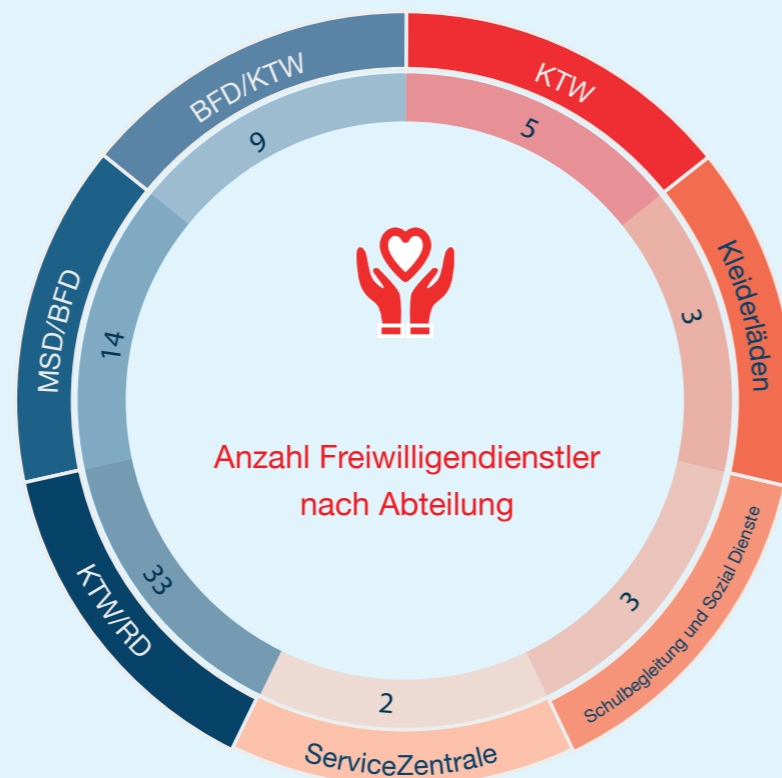 KTW
5
Kleiderläden
3
Schulbegleitung und Sozial Dienste
3
ServiceZentrale
2
KTW/RD
33
MSD/BFD
14
BFD/KTW
9
Anzahl Freiwilligendienstler
nach Abteilung